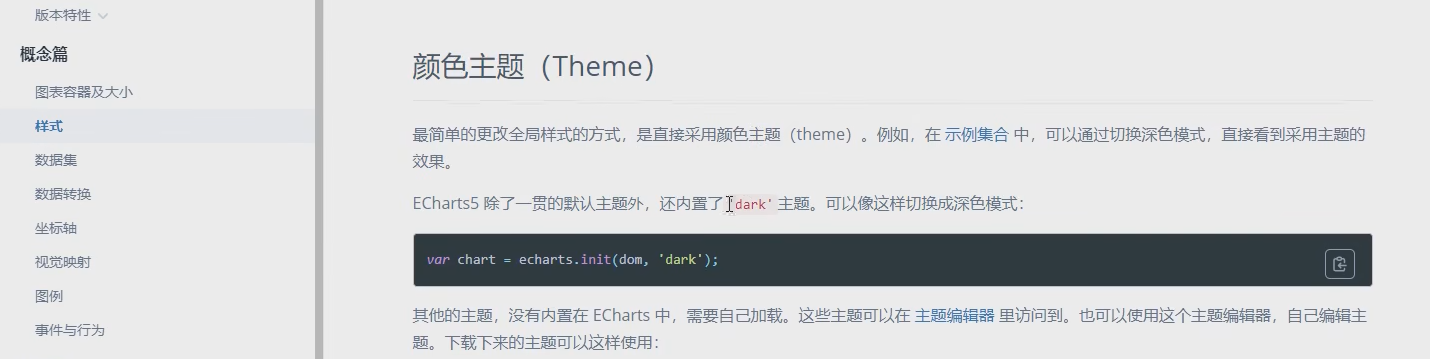 版本特性
概念篇
图表容器及大小
样式
数据集
数据转换
坐标轴
视觉映射
图例
事件与行为
颜色主题（Theme）
最简单的更改全局样式的方式，是直接采用颜色主题（theme）。例如，在 示例集合 中，可以通过切换深色模式，直接看到采用主题的
效果。
ECharts5 除了一贯的默认主题外，还内置了 'dark' 主题。可以像这样切换成深色模式：
var chart = echarts.init(dom, 'dark');
其他的主题，没有内置在 ECharts 中，需要自己加载。这些主题可以在 主题编辑器 里访问到。也可以使用这个主题编辑器，自己编辑主
题。下载下来的主题可以这样使用：